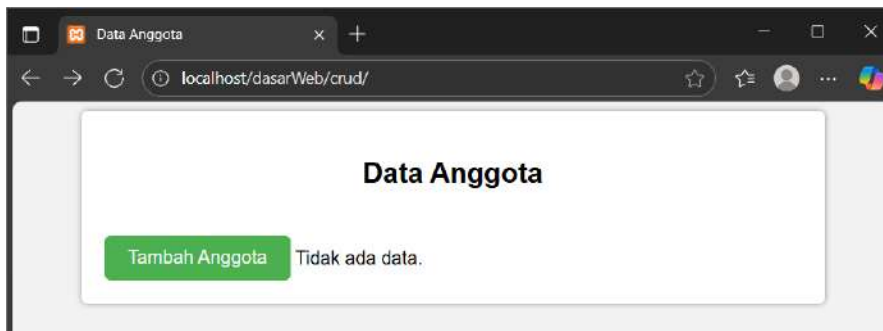 Data Anggota
localhost/dasarWeb/crud/
Data Anggota
Tambah Anggota Tidak ada data.